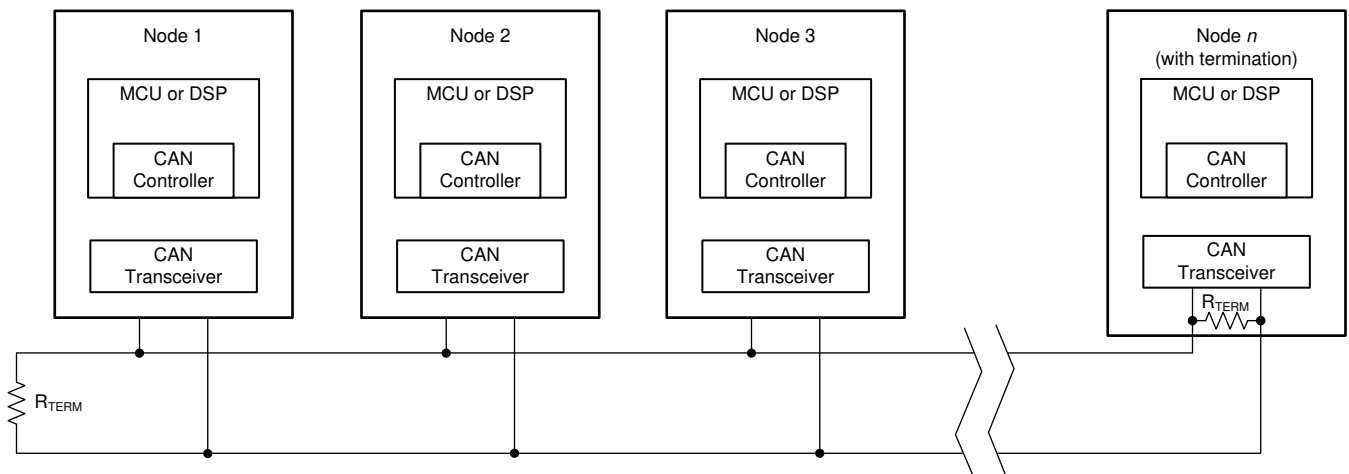 Node 1
MCU or DSP
CAN
Controller
CAN
Transceiver
Node 2
MCU or DSP
CAN
Controller
CAN
Transceiver
Node 3
MCU or DSP
CAN
Controller
CAN
Transceiver
Node n
(with termination)
MCU or DSP
CAN
Controller
CAN
Transceiver
RTERM
RTERM